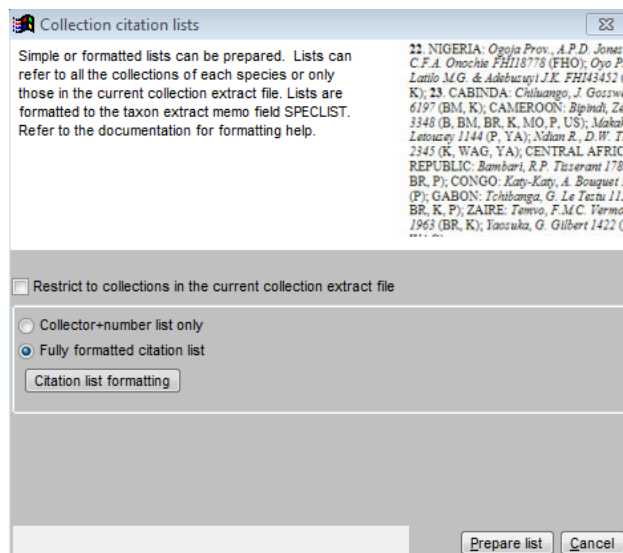 Collection citation lists
Simple or formatted lists can be prepared. Lists can
refer to all the collections of each species or only
those in the current collection extract file. Lists are
formatted to the taxon extract memo field SPECLIST.
Refer to the documentation for formatting help.
22. NIGERIA: Ogoja Prov., A.P.D. Jones
C.F.A. Onochie FHI18778 (FHO); Oyo P
Latilo M.G. & Adebusuyi J.K. FHI43452 (
K); 23. CABINDA: Chiluango, J. Gosswe
6197 (BM, K); CAMEROON: Bipindi, Ze
3348 (B, BM, BR, K, MO, P, US); Makak
Letouzey 1144 (P, YA); Ndian R., D.W. T
2345 (K, WAG, YA); CENTRAL AFRIC
REPUBLIC: Bambari, R.P. Tisserant 178
BR, P); CONGO: Katy-Katy, A. Bouquet
(P); GABON: Tchibanga, G. Le Testu 11
BR, K, P); ZAIRE: Temvo, F.M.C. Vermo
1963 (BR, K); Yaosuka, G. Gilbert 1422 (
Restrict to collections in the current collection extract file
Collector+number list only
Fully formatted citation list
Citation list formatting
Prepare list Cancel